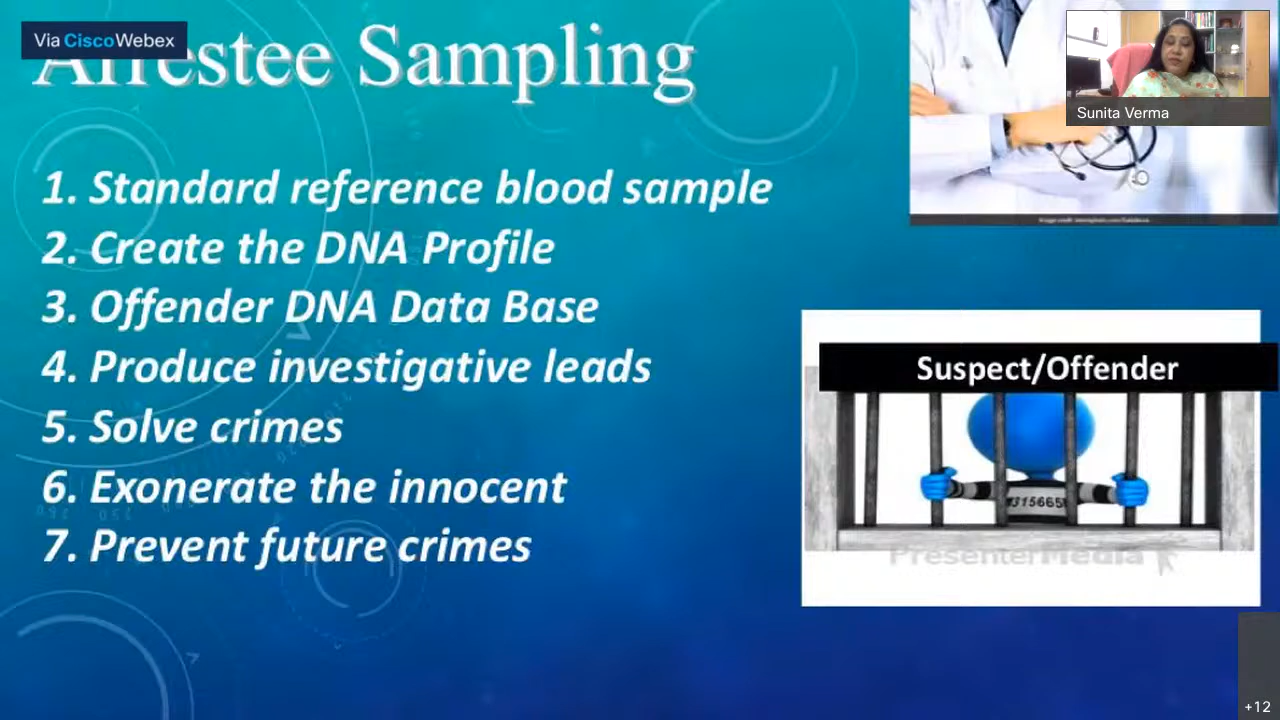 Via Cisco Webex
Arrestee Sampling
Sunita Verma
1. Standard reference blood sample
2. Create the DNA Profile
3. Offender DNA Data Base
4. Produce investigative leads
5. Solve crimes
6. Exonerate the innocent
7. Prevent future crimes
Suspect/Offender
315665
PresenterMedia
+12